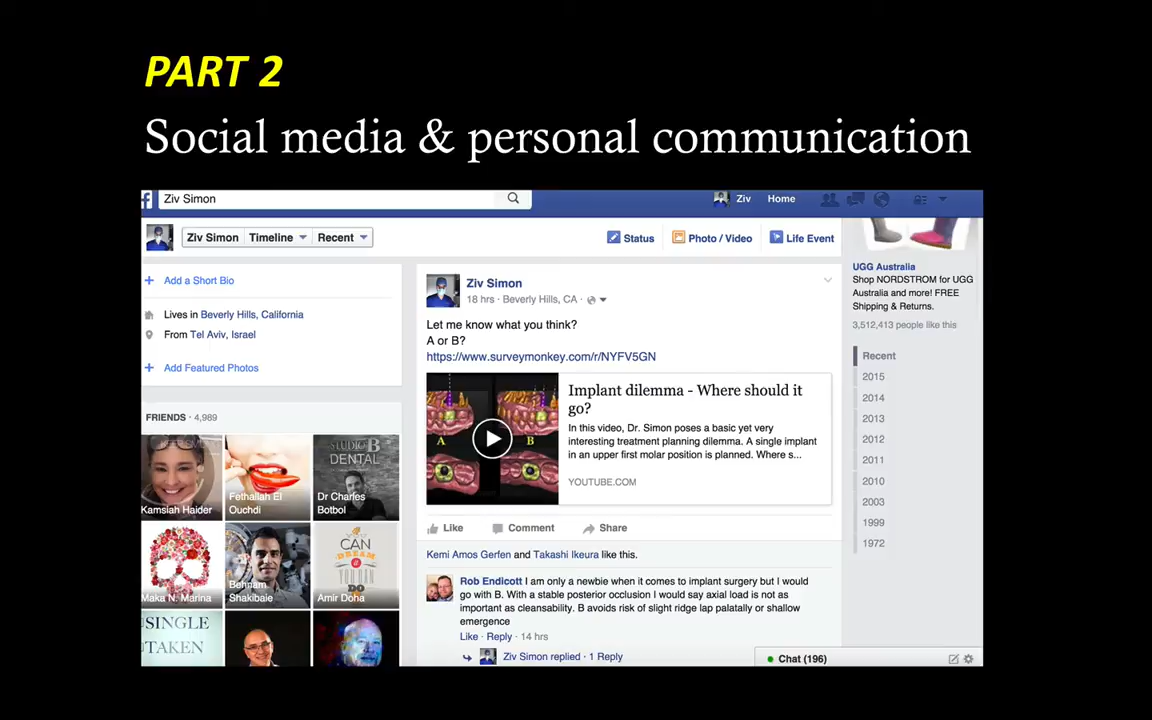 PART 2
Social media & personal communication
f Ziv Simon
Ziv Home
Ziv Simon Timeline Recent
Status Photo / Video Life Event
Add a Short Bio
Lives in Beverly Hills, California
From Tel Aviv, Israel
Add Featured Photos
FRIENDS · 4,989
STUDIO B
DENTAL
Kamsiah Haider
Fethallah El
Ouchdi
Dr Charles
Botbol
CAN
DREAM
YOU CAN
DO
Maka N. Marina
Behnam
Shakibaie
Amir Doha
SINGLE
TAKEN
Ziv Simon
18 hrs · Beverly Hills, CA ·
Let me know what you think?
A or B?
https://www.surveymonkey.com/r/NYFV5GN
A B
Implant dilemma - Where should it
go?
In this video, Dr. Simon poses a basic yet very
interesting treatment planning dilemma. A single implant
in an upper first molar position is planned. Where s...
YOUTUBE.COM
Like Comment Share
Kemi Amos Gerfen and Takashi Ikeura like this.
Rob Endicott I am only a newbie when it comes to implant surgery but I would
go with B. With a stable posterior occlusion I would say axial load is not as
important as cleansability. B avoids risk of slight ridge lap palatally or shallow
emergence
Like · Reply · 14 hrs
Ziv Simon replied · 1 Reply
UGG Australia
Shop NORDSTROM for UGG
Australia and more! FREE
Shipping & Returns.
3,512,413 people like this
Recent
2015
2014
2013
2012
2011
2010
2003
1999
1972
Chat (196)